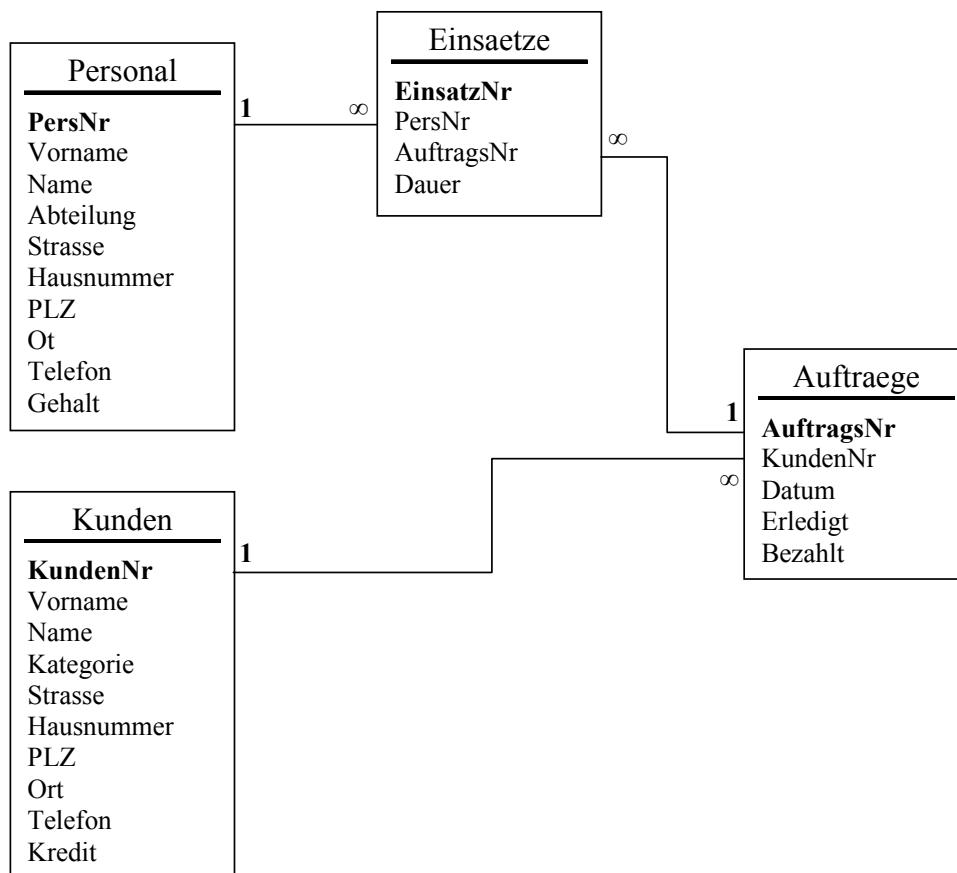 Personal
PersNr
Vorname
Name
Abteilung
Strasse
Hausnummer
PLZ
Ot
Telefon
Gehalt
1
∞
Einsaetze
EinsatzNr
PersNr
AuftragsNr
Dauer
∞
1
Auftraege
AuftragsNr
KundenNr
Datum
Erledigt
Bezahlt
∞
Kunden
KundenNr
Vorname
Name
Kategorie
Strasse
Hausnummer
PLZ
Ort
Telefon
Kredit
1